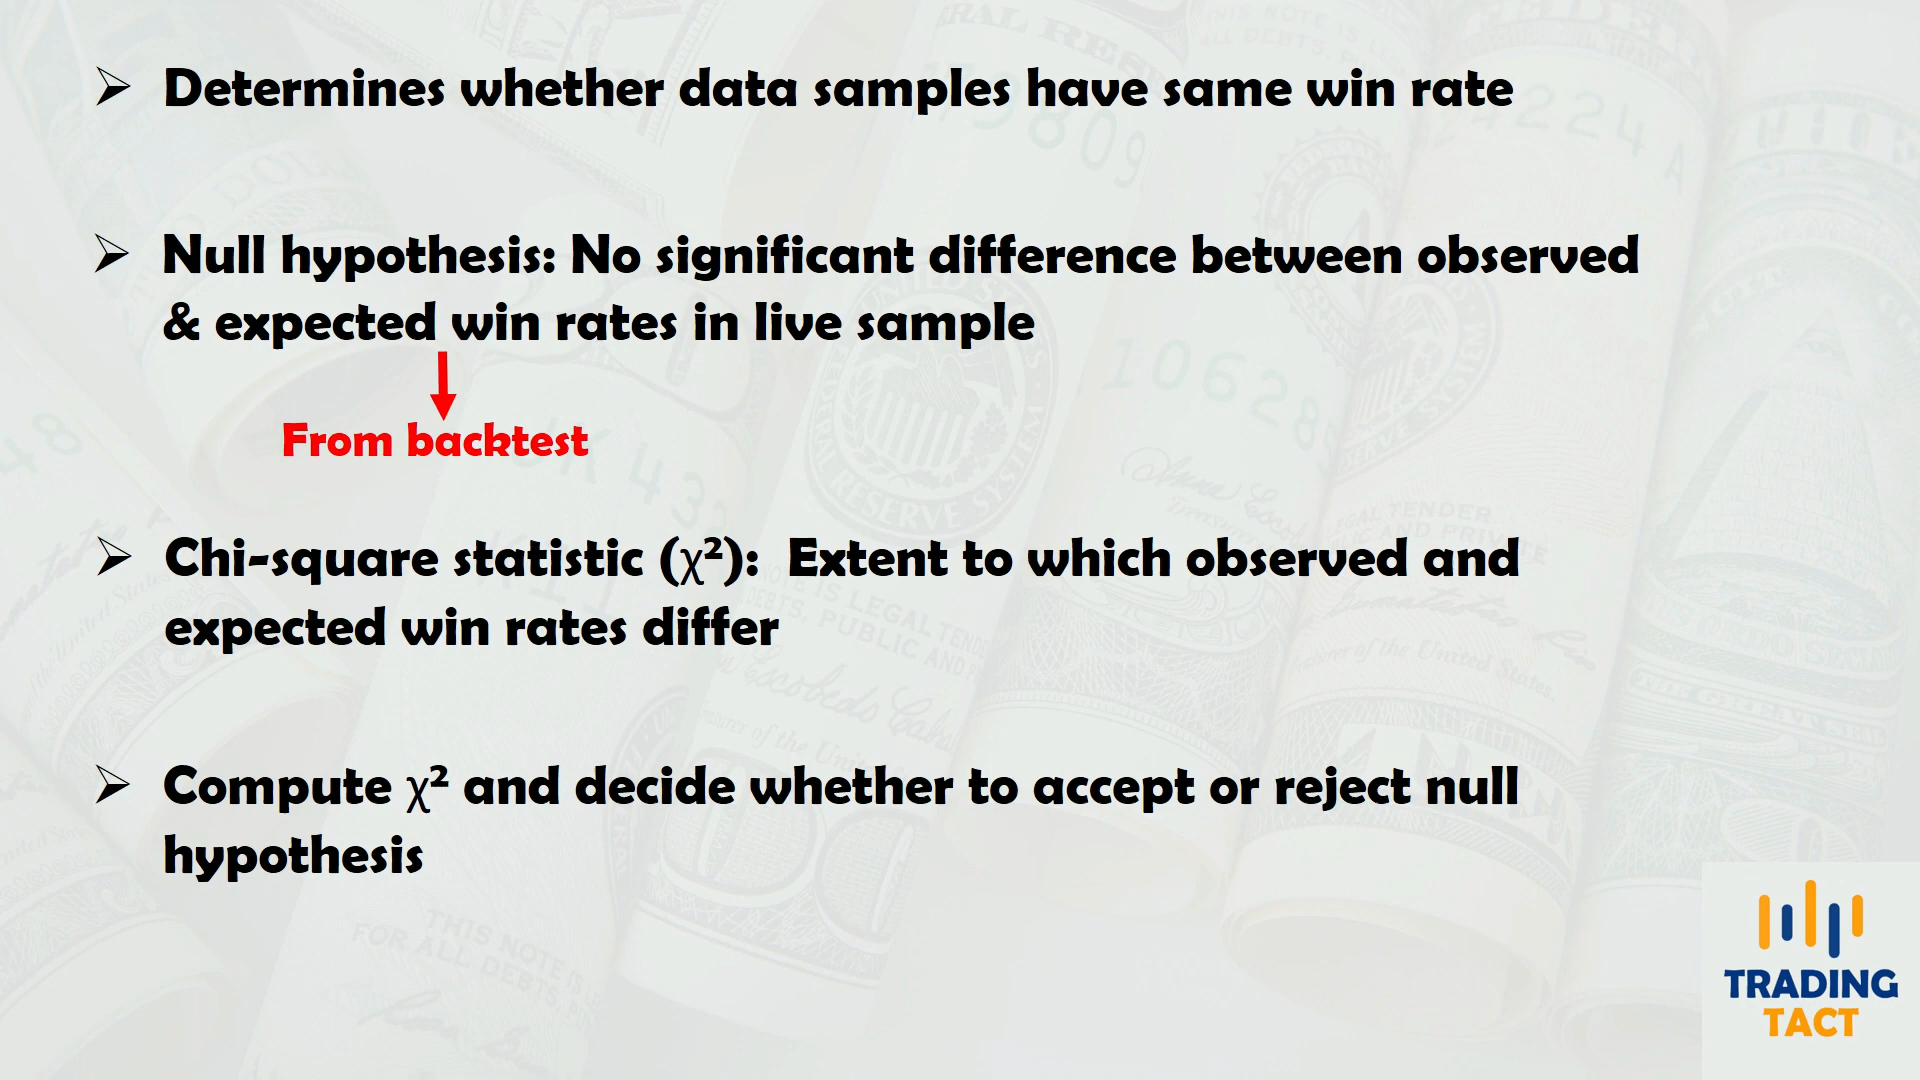 ➢ Determines whether data samples have same win rate
➢ Null hypothesis: No significant difference between observed
& expected win rates in live sample
From backtest
➢ Chi-square statistic (χ²): Extent to which observed and
expected win rates differ
➢ Compute χ² and decide whether to accept or reject null
hypothesis
TRADING
TACT